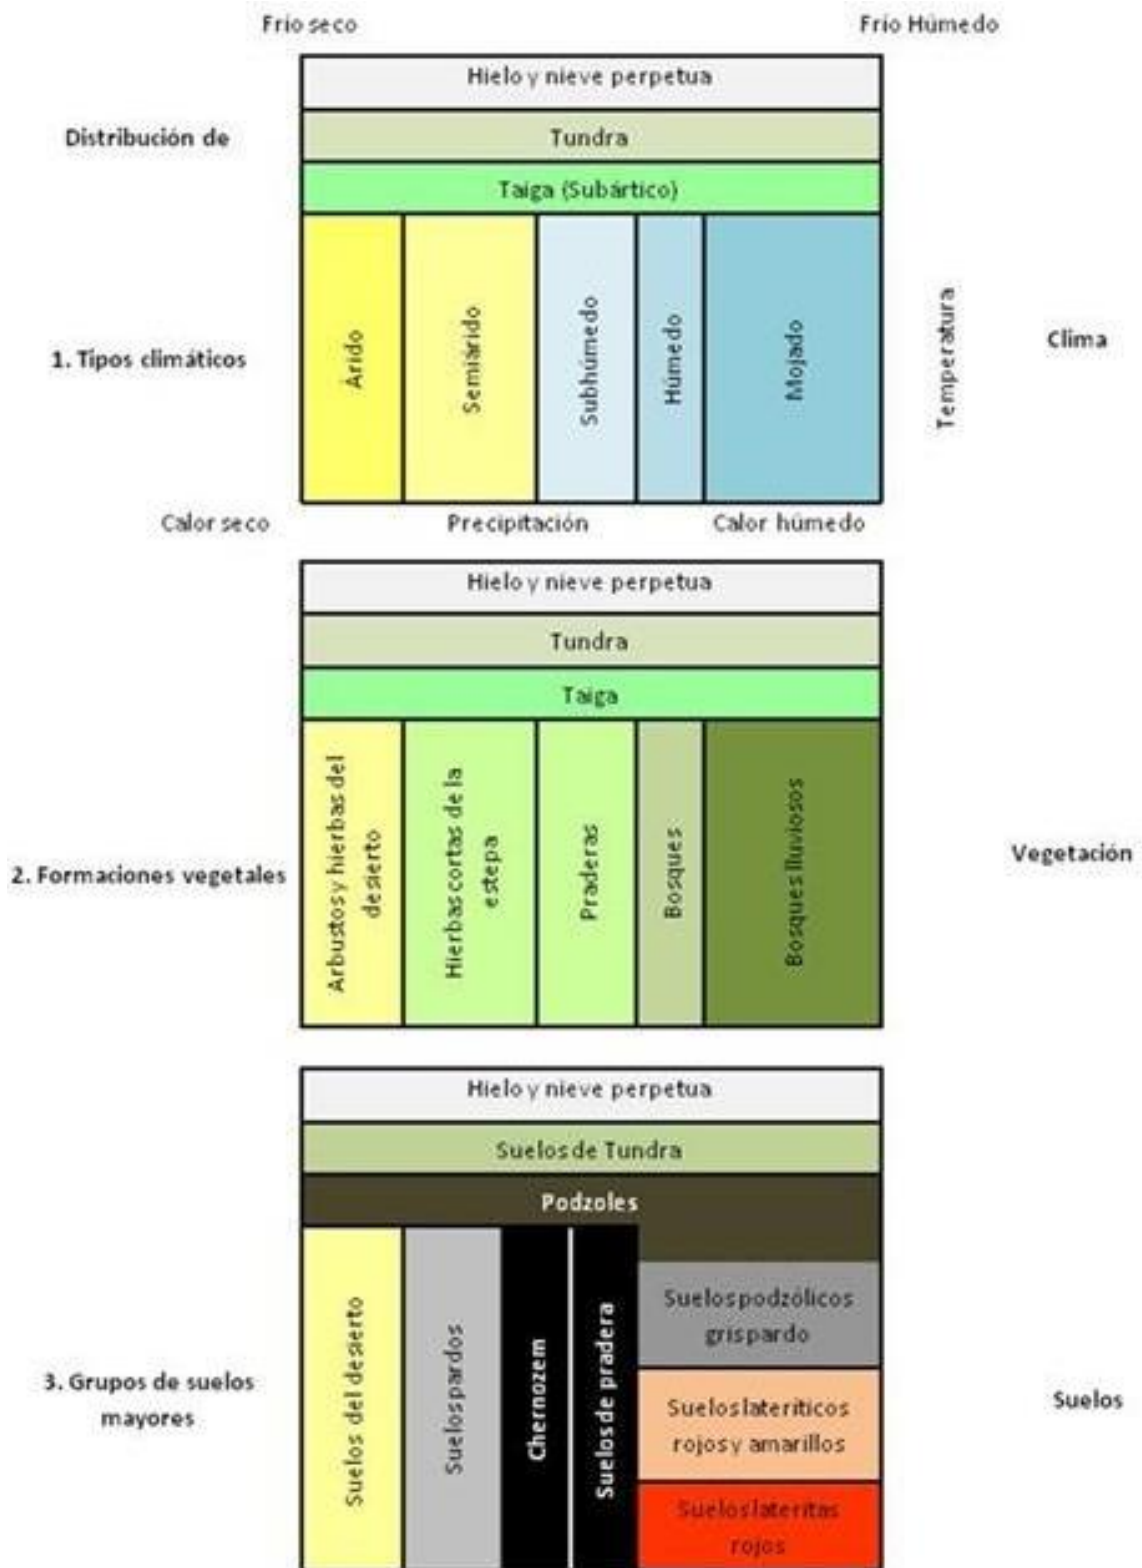 Frío seco
Frío Húmedo
Hielo y nieve perpetua
Distribución de
Tundra
Taiga (Subártico)
1. Tipos climáticos
Árido
Semiárido
Subhúmedo
Húmedo
Mojado
Temperatura
Clima
Calor seco
Precipitación
Calor húmedo
Hielo y nieve perpetua
Tundra
Taiga
2. Formaciones vegetales
Arbustos y hierbas del
desierto
Hierbas cortas de la
estepa
Praderas
Bosques
Bosques lluviosos
Vegetación
Hielo y nieve perpetua
Suelos de Tundra
Podzoles
3. Grupos de suelos
mayores
Suelos del desierto
Suelos pardos
Chernozem
Suelos de pradera
Suelos podzólicos
gris pardo
Suelos lateríticos
rojos y amarillos
Suelos lateritas
rojos
Suelos